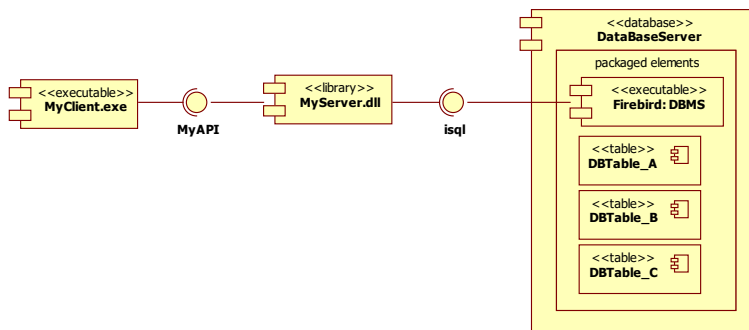 <<executable>>
MyClient.exe
MyAPI
<<library>>
MyServer.dll
isql
<<database>>
DataBaseServer
packaged elements
<<executable>>
Firebird: DBMS
<<table>>
DBTable_A
<<table>>
DBTable_B
<<table>>
DBTable_C